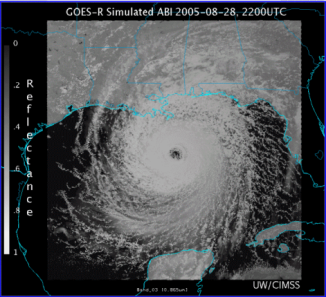 GOES-R Simulated ABI 2005-08-28, 2200UTC
0
.2
.4
.6
.8
1
Reflectance
UW/CIMSS